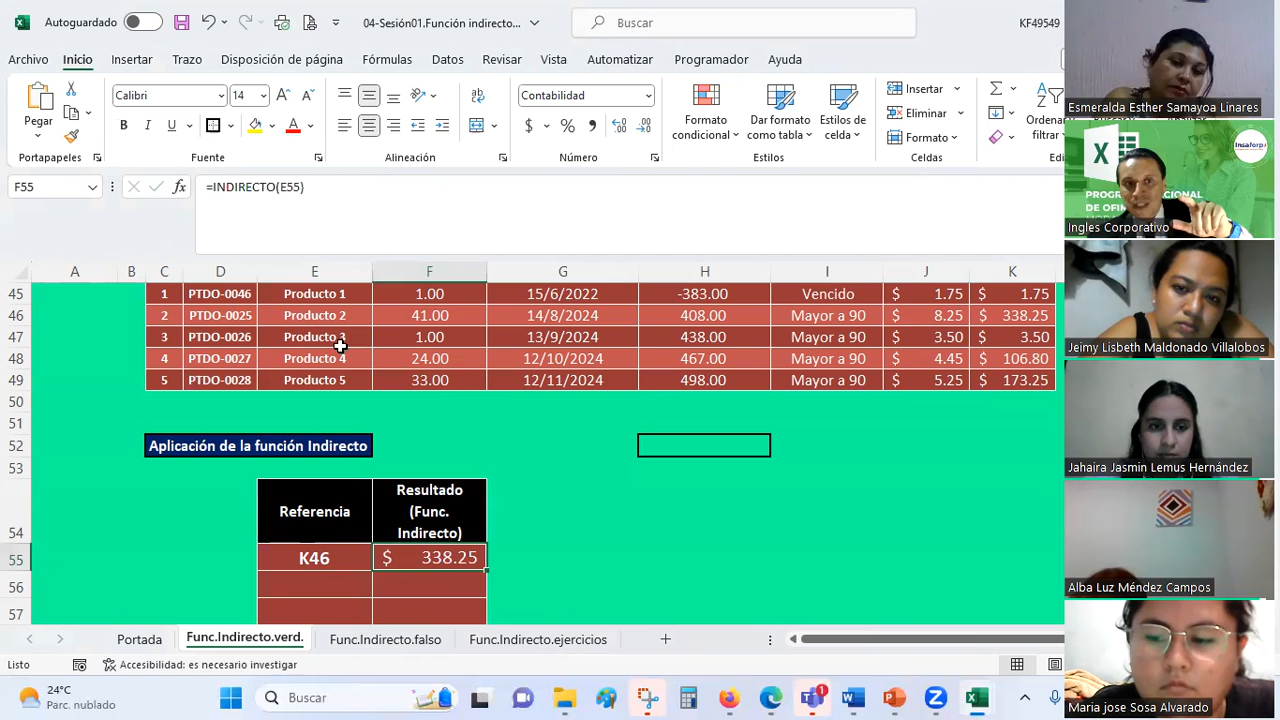 Autoguardado
04-Sesión01.Función indirecto...
Buscar
KF49549
Archivo Inicio Insertar Trazo Disposición de página Fórmulas Datos Revisar Vista Automatizar Programador Ayuda
Pegar
Portapapeles
Calibri 14
N K S
Fuente
Alineación
Contabilidad
$ % 000
Número
Formato condicional
Dar formato como tabla
Estilos de celda
Estilos
Insertar
Eliminar
Formato
Celdas
Ordenar
filtrar
F55
=INDIRECTO(E55)
A B C D E F G H I J K
45 1 PTDO-0046 Producto 1 1.00 15/6/2022 -383.00 Vencido $ 1.75 $ 1.75
46 2 PTDO-0025 Producto 2 41.00 14/8/2024 408.00 Mayor a 90 $ 8.25 $ 338.25
47 3 PTDO-0026 Producto 3 1.00 13/9/2024 438.00 Mayor a 90 $ 3.50 $ 3.50
48 4 PTDO-0027 Producto 4 24.00 12/10/2024 467.00 Mayor a 90 $ 4.45 $ 106.80
49 5 PTDO-0028 Producto 5 33.00 12/11/2024 498.00 Mayor a 90 $ 5.25 $ 173.25
50
51
52 Aplicación de la función Indirecto
53
54 Referencia Resultado (Func. Indirecto)
55 K46 $ 338.25
56
57
Portada Func.Indirecto.verd. Func.Indirecto.falso Func.Indirecto.ejercicios
Listo Accesibilidad: es necesario investigar
24°C
Parc. nublado
Buscar
1
Esmeralda Esther Samayoa Linares
Insaforp
DE OFI
Ingles Corporativo
Jeimy Lisbeth Maldonado Villalobos
Jahaira Jasmin Lemus Hernández
Alba Luz Méndez Campos
Maria jose Sosa Alvarado